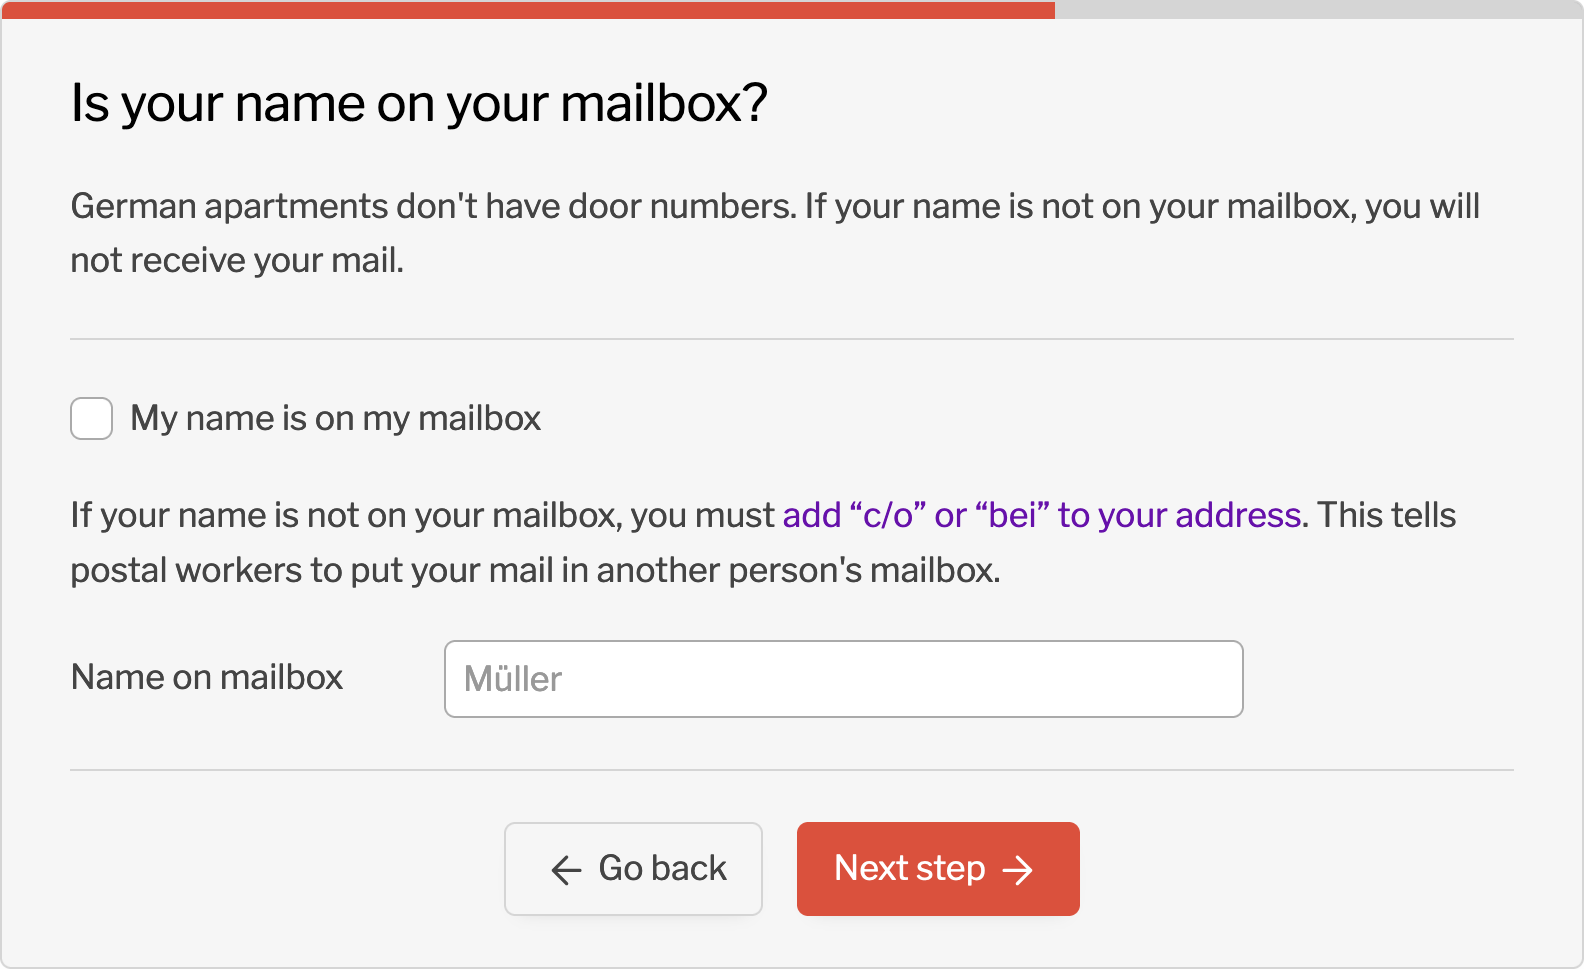 Is your name on your mailbox?
German apartments don't have door numbers. If your name is not on your mailbox, you will
not receive your mail.
My name is on my mailbox
If your name is not on your mailbox, you must add “c/o” or “bei” to your address. This tells
postal workers to put your mail in another person's mailbox.
Name on mailbox
Müller
← Go back
Next step →